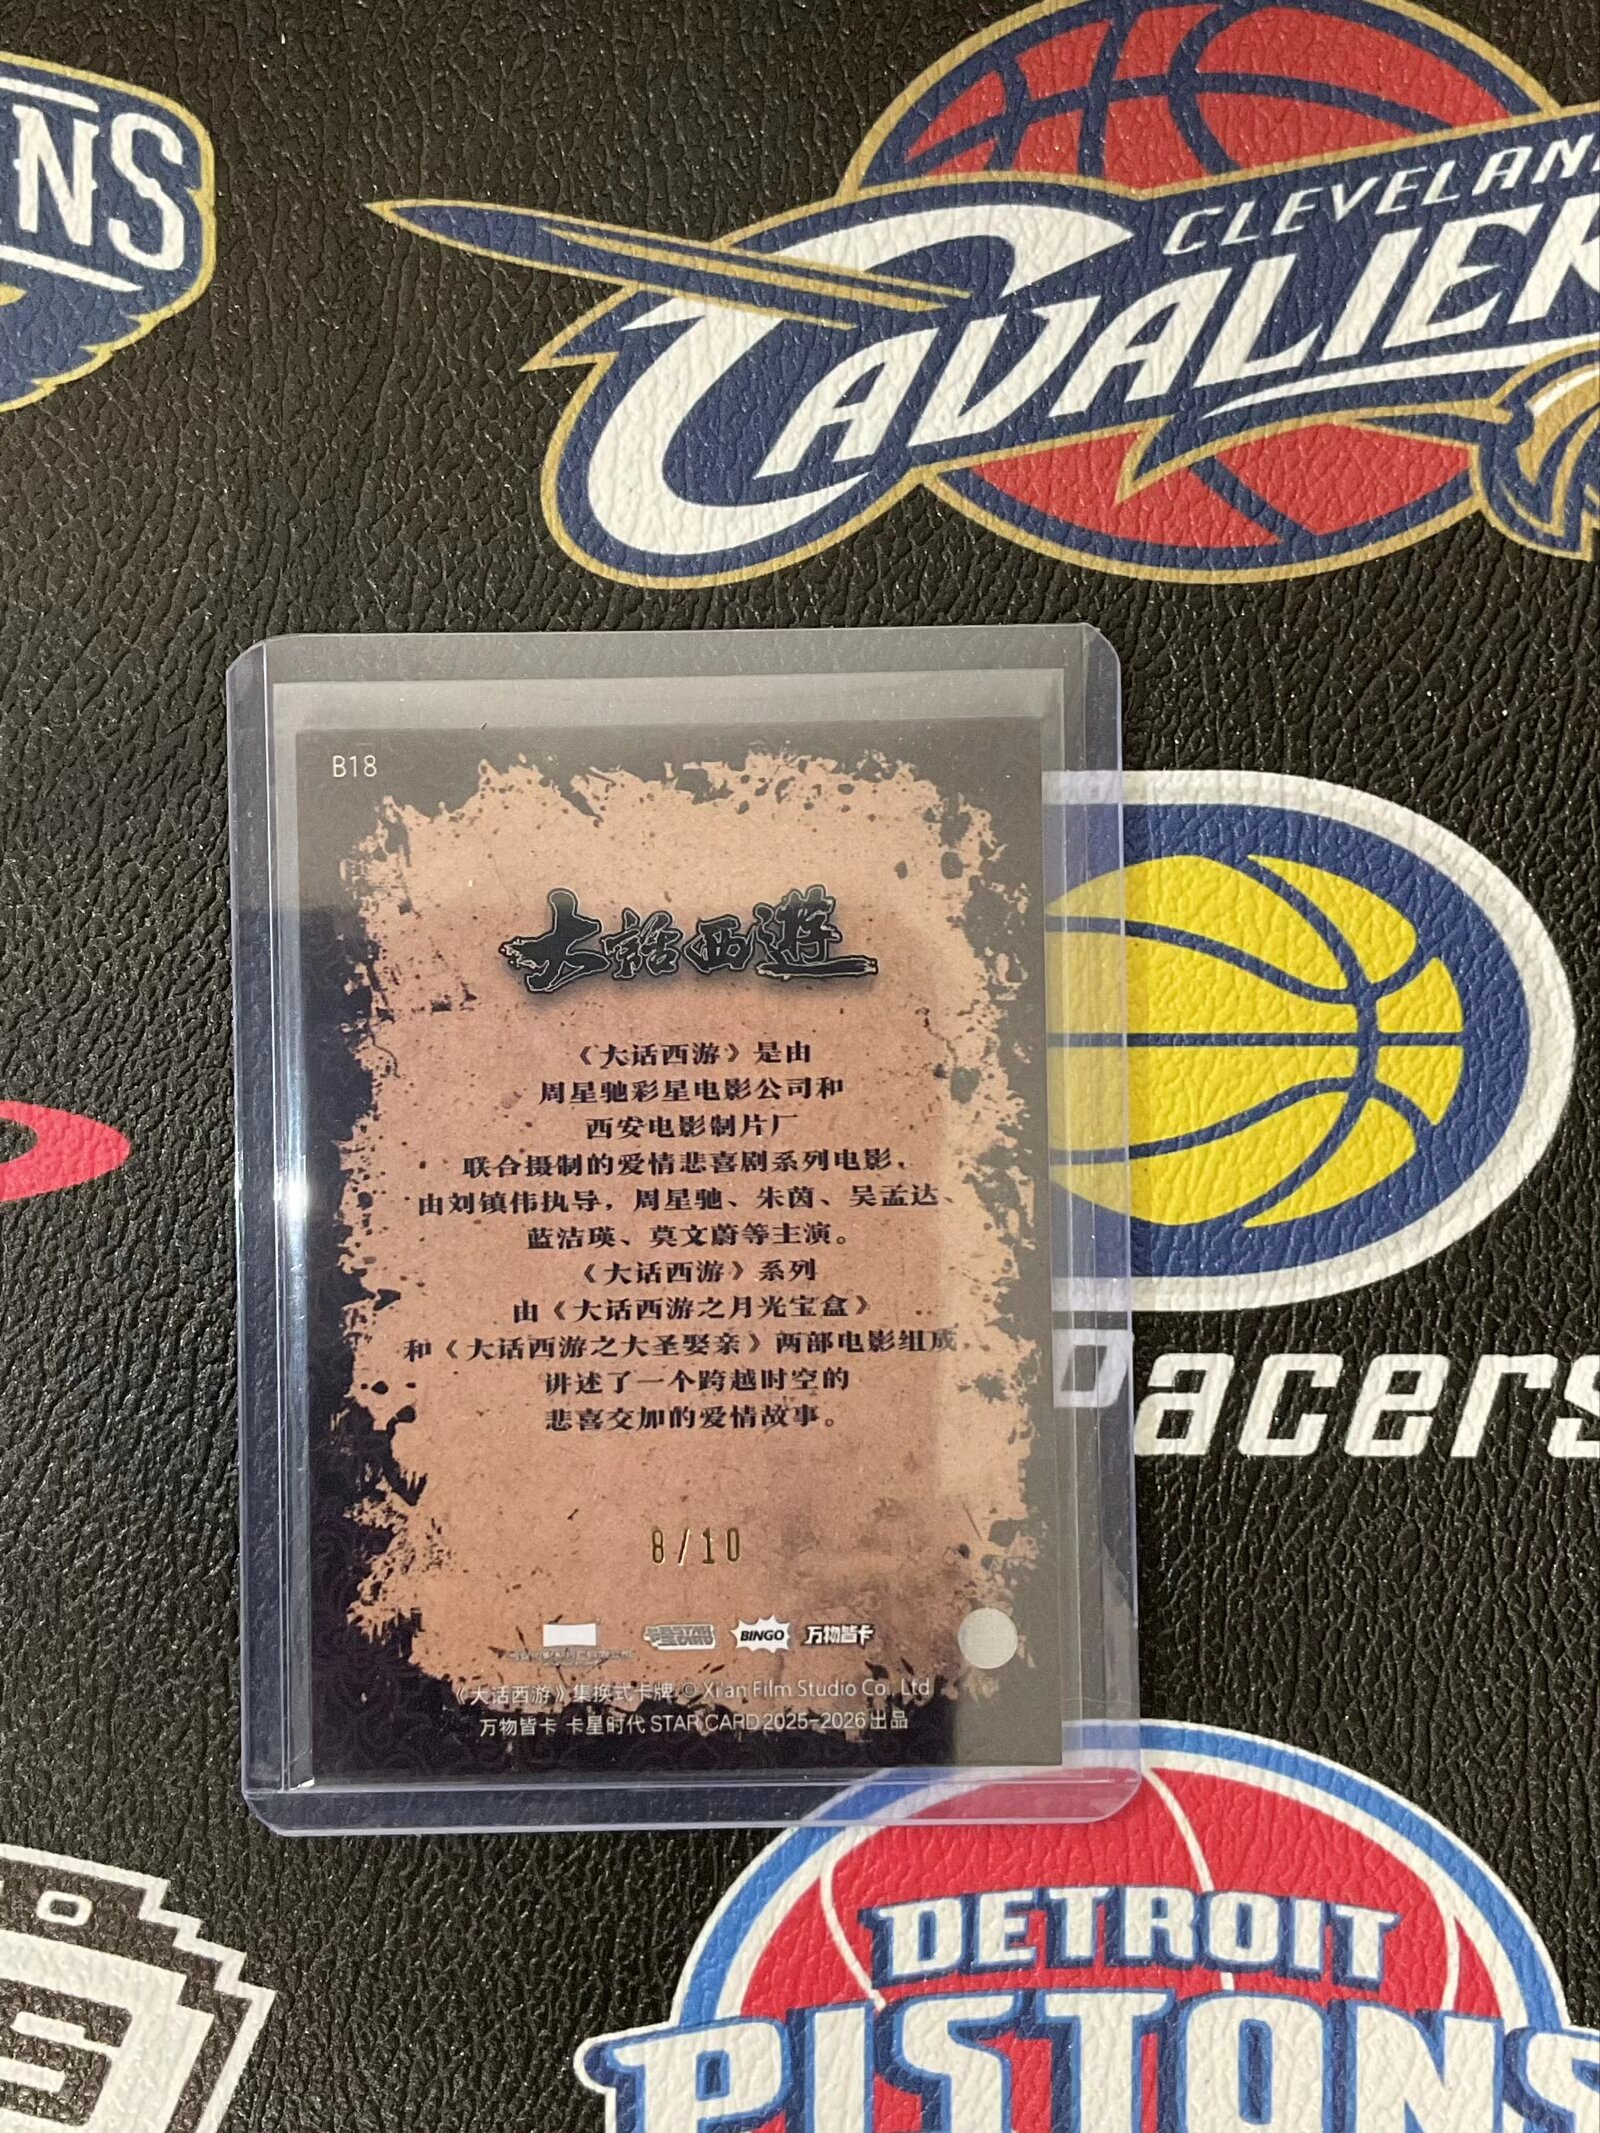 NS
CLEVELAN
CAVALIER
B18
大話西遊
《大话西游》是由
周星驰彩星电影公司和
西安电影制片厂
联合摄制的爱情悲喜剧系列电影，
由刘镇伟执导，周星驰、朱茵、吴孟达、
蓝洁瑛、莫文蔚等主演。
《大话西游》系列
由《大话西游之月光宝盒》
和《大话西游之大圣娶亲》两部电影组成，
讲述了一个跨越时空的
悲喜交加的爱情故事。
8/10
BINGO 万物皆卡
《大话西游》集换式卡牌 © Xi'an Film Studio Co., Ltd
万物皆卡 卡星时代 STAR CARD 2025-2026出品
pacers
DETROIT
PISTONS